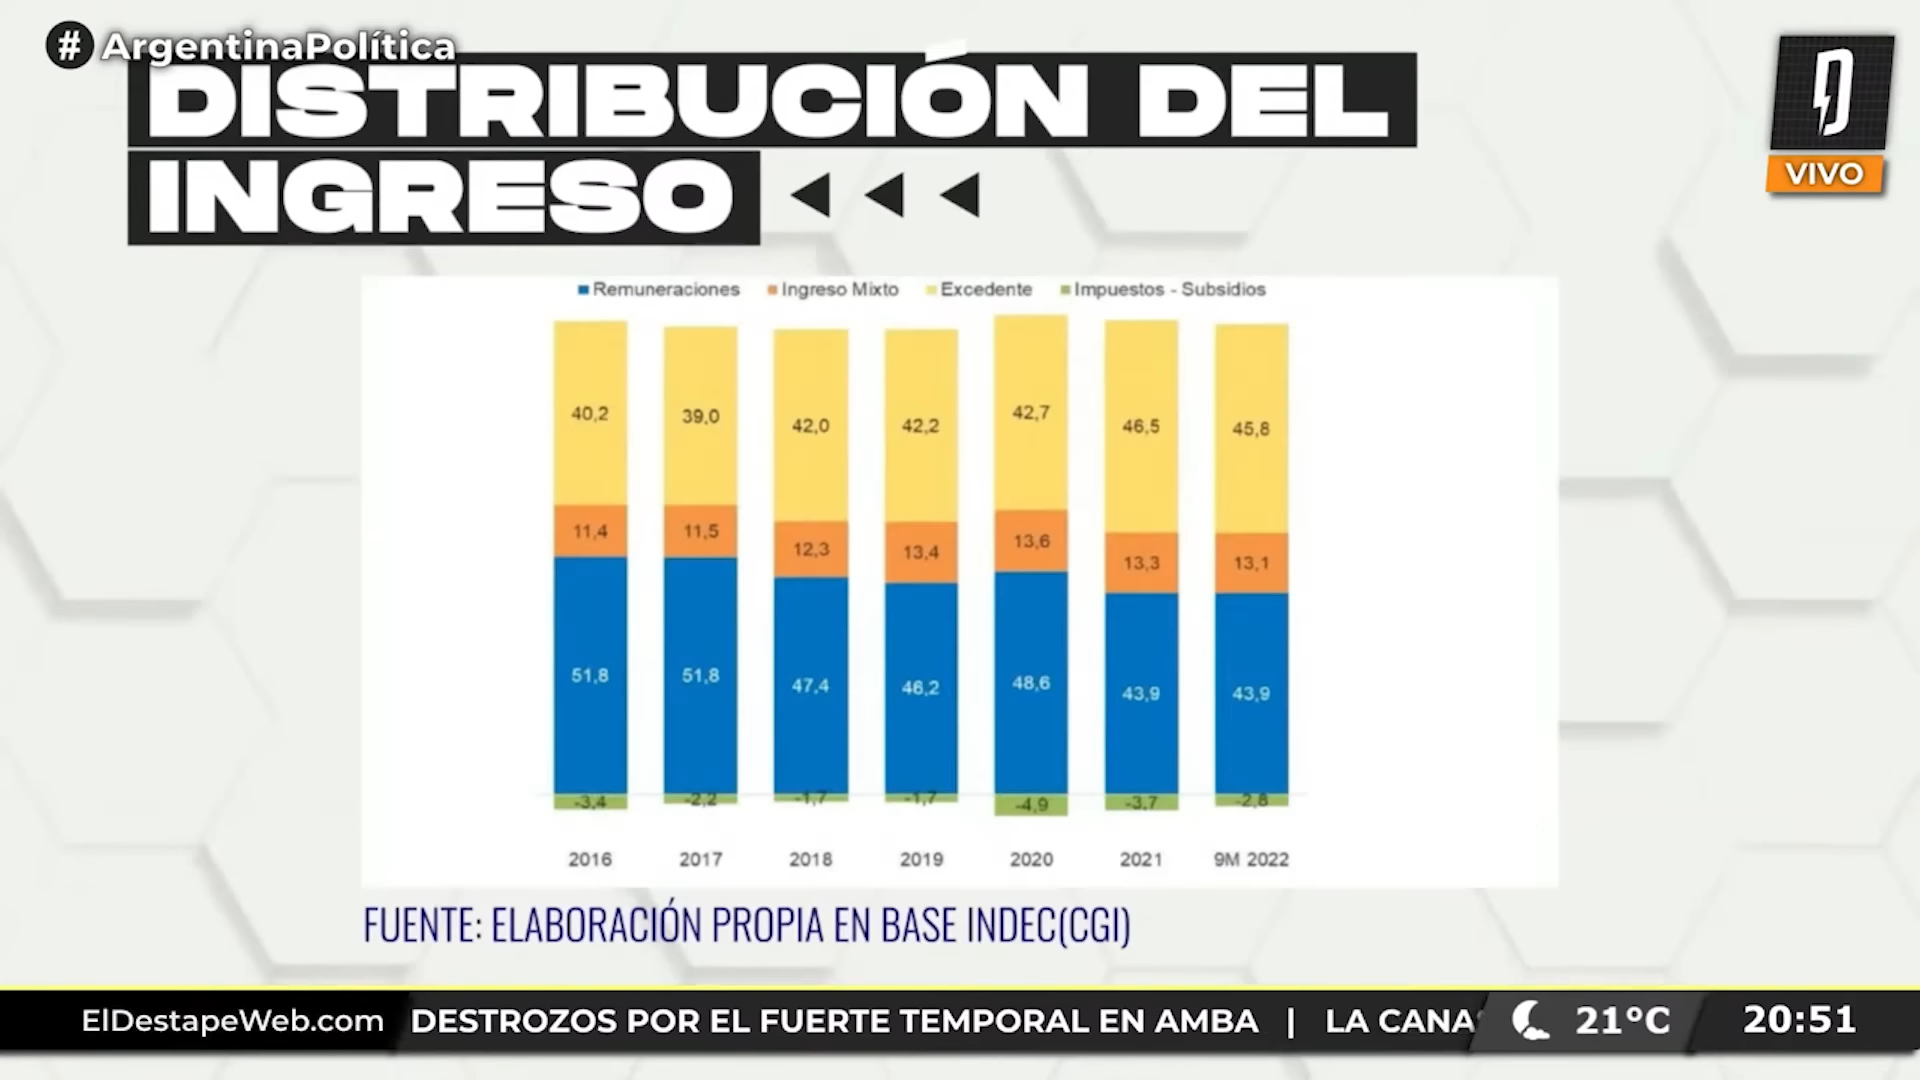 #ArgentinaPolítica
DISTRIBUCIÓN DEL
INGRESO
VIVO
Remuneraciones Ingreso Mixto Excedente Impuestos - Subsidios
40,2 39,0 42,0 42,2 42,7 46,5 45,8
11,4 11,5 12,3 13,4 13,6 13,3 13,1
51,8 51,8 47,4 46,2 48,6 43,9 43,9
-3,4 -2,2 -1,7 -1,7 -4,9 -3,7 -2,8
2016 2017 2018 2019 2020 2021 9M 2022
FUENTE: ELABORACIÓN PROPIA EN BASE INDEC(CGI)
ElDestapeWeb.com DESTROZOS POR EL FUERTE TEMPORAL EN AMBA | LA CANA 21°C 20:51